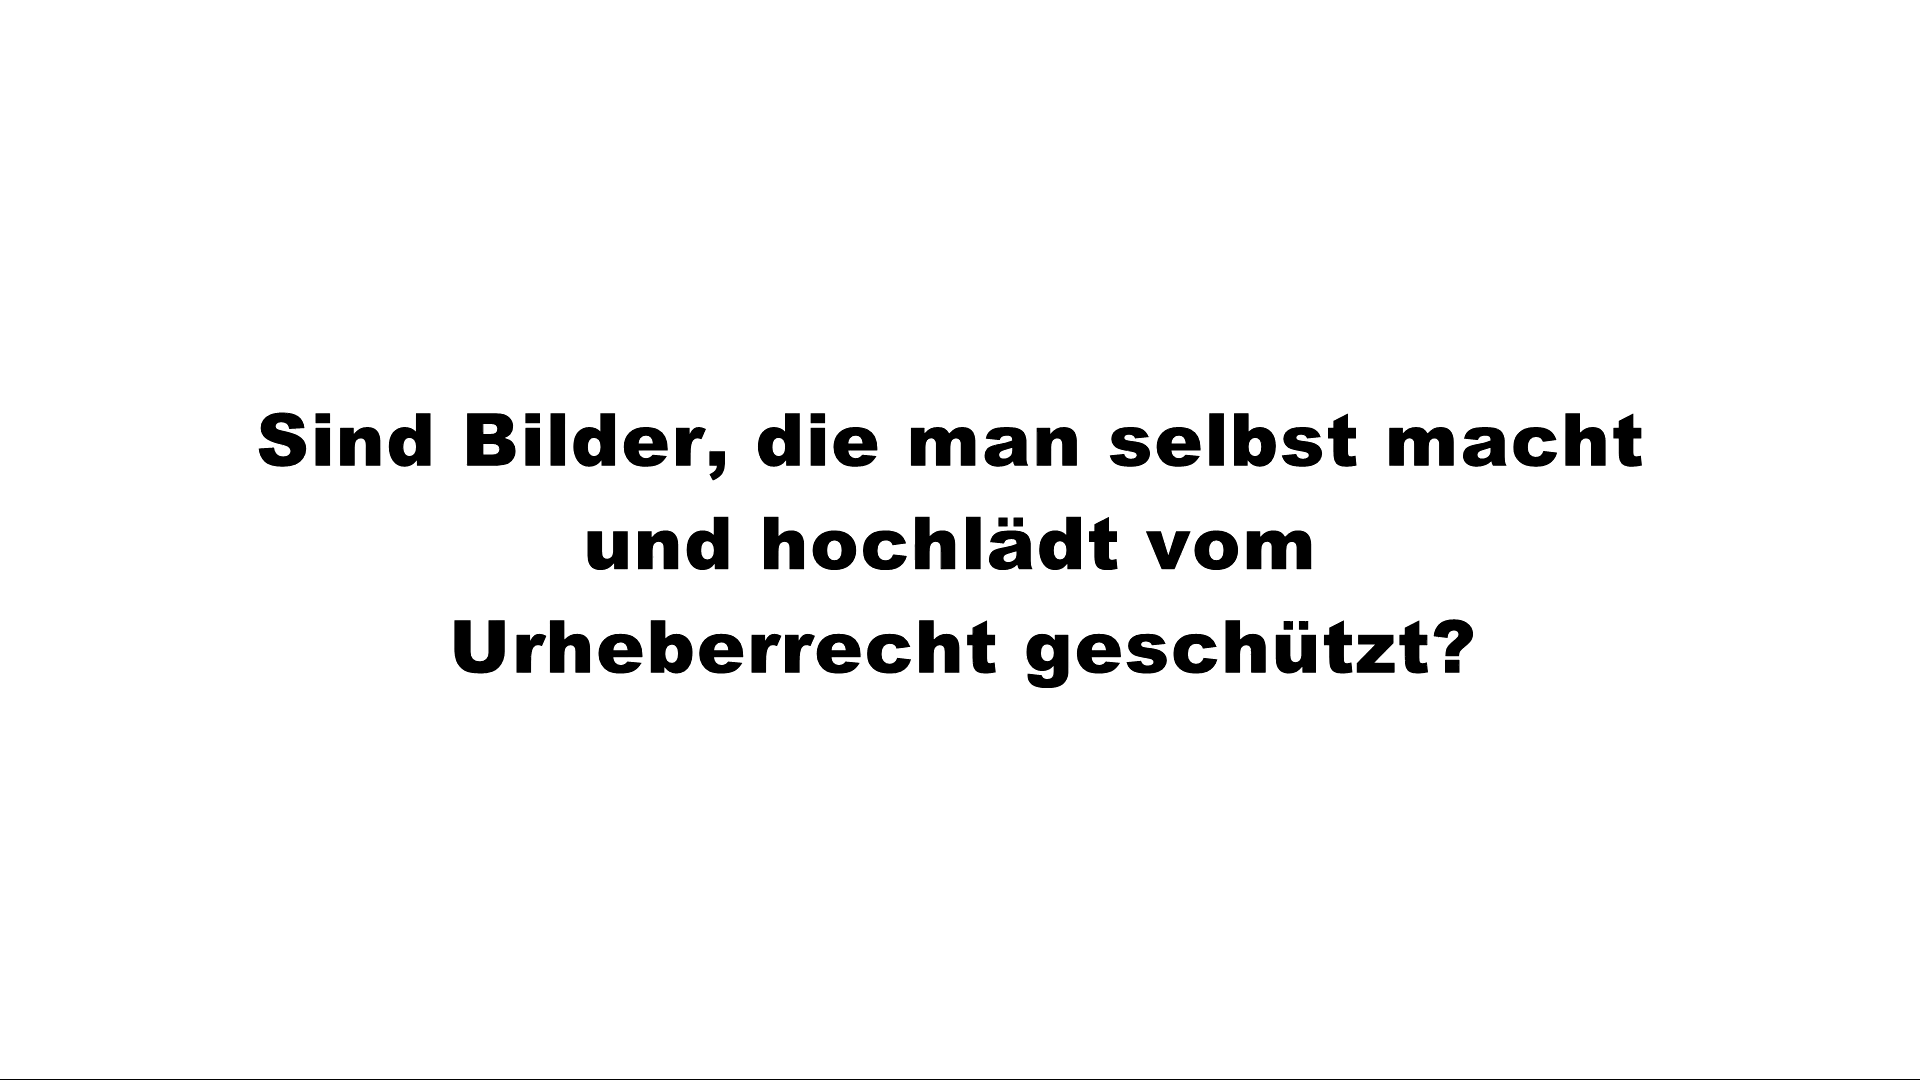 Sind Bilder, die man selbst macht
und hochlädt vom
Urheberrecht geschützt?